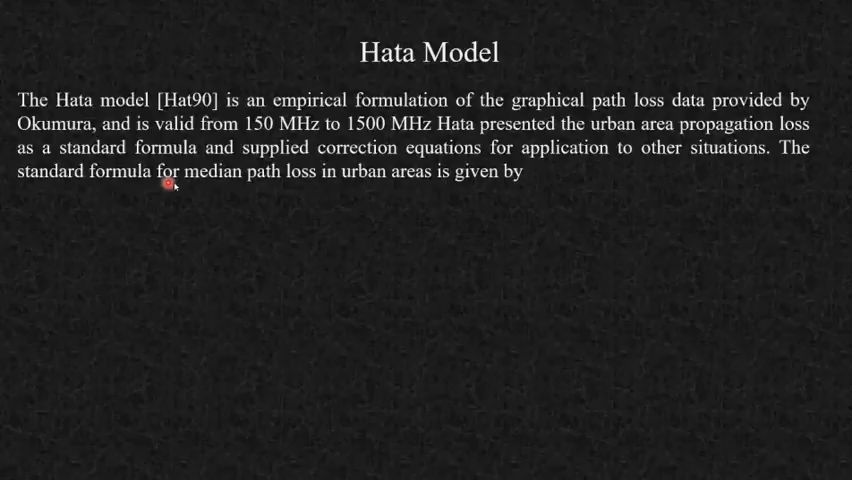 Hata Model
The Hata model [Hat90] is an empirical formulation of the graphical path loss data provided by
Okumura, and is valid from 150 MHz to 1500 MHz Hata presented the urban area propagation loss
as a standard formula and supplied correction equations for application to other situations. The
standard formula for median path loss in urban areas is given by